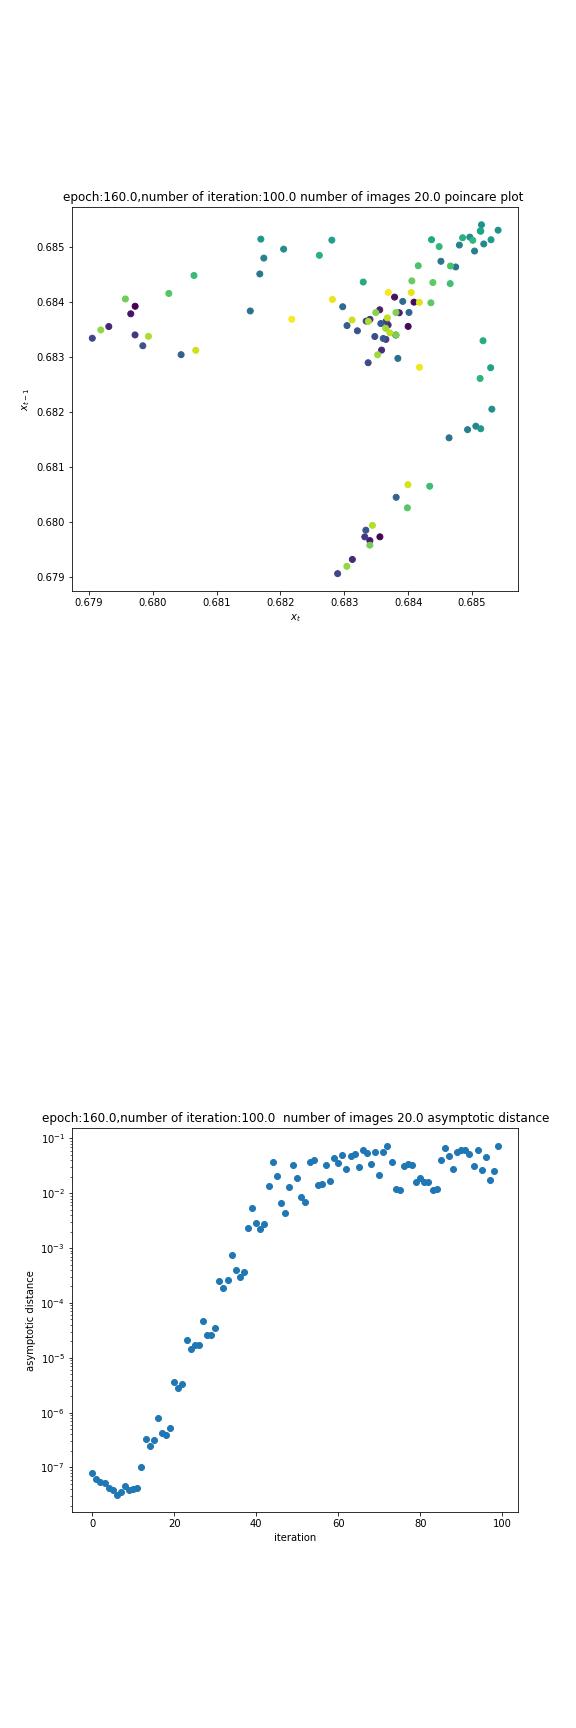 epoch:160.0,number of iteration:100.0 number of images 20.0 poincare plot
0.685
0.684
0.683
0.682
0.681
0.680
0.679
x_{t-1}
0.679 0.680 0.681 0.682 0.683 0.684 0.685
x_t
epoch:160.0,number of iteration:100.0  number of images 20.0 asymptotic distance
10^{-1}
10^{-2}
10^{-3}
10^{-4}
10^{-5}
10^{-6}
10^{-7}
asymptotic distance
0 20 40 60 80 100
iteration